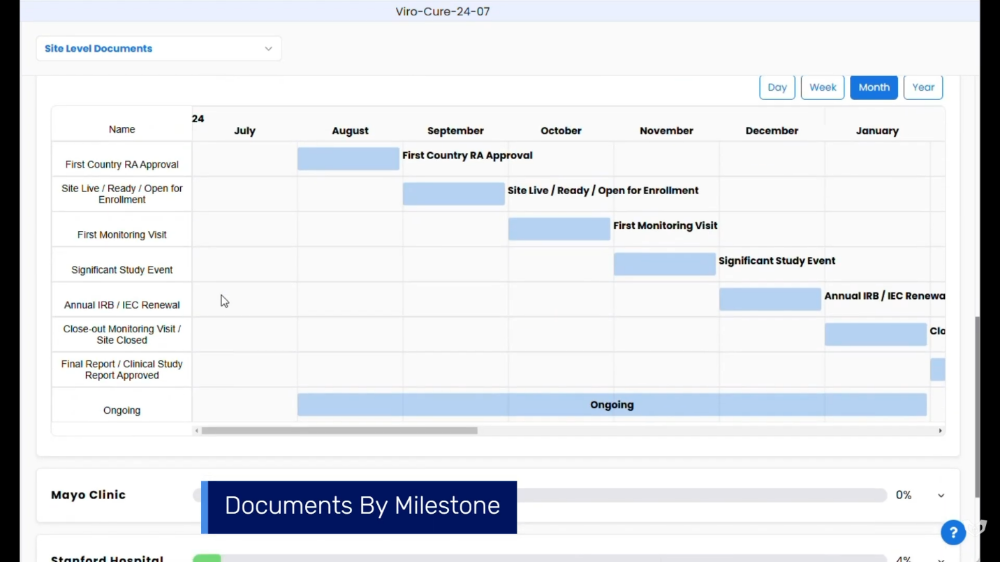 Viro-Cure-24-07
Site Level Documents
Day Week Month Year
24
Name July August September October November December January
First Country RA Approval First Country RA Approval
Site Live / Ready / Open for
Enrollment
Site Live / Ready / Open for Enrollment
First Monitoring Visit First Monitoring Visit
Significant Study Event Significant Study Event
Annual IRB / IEC Renewal Annual IRB / IEC Renewa
Close-out Monitoring Visit /
Site Closed
Clo
Final Report / Clinical Study
Report Approved
Ongoing Ongoing
Mayo Clinic 0%
Documents By Milestone
?
Stanford Hospital 4%